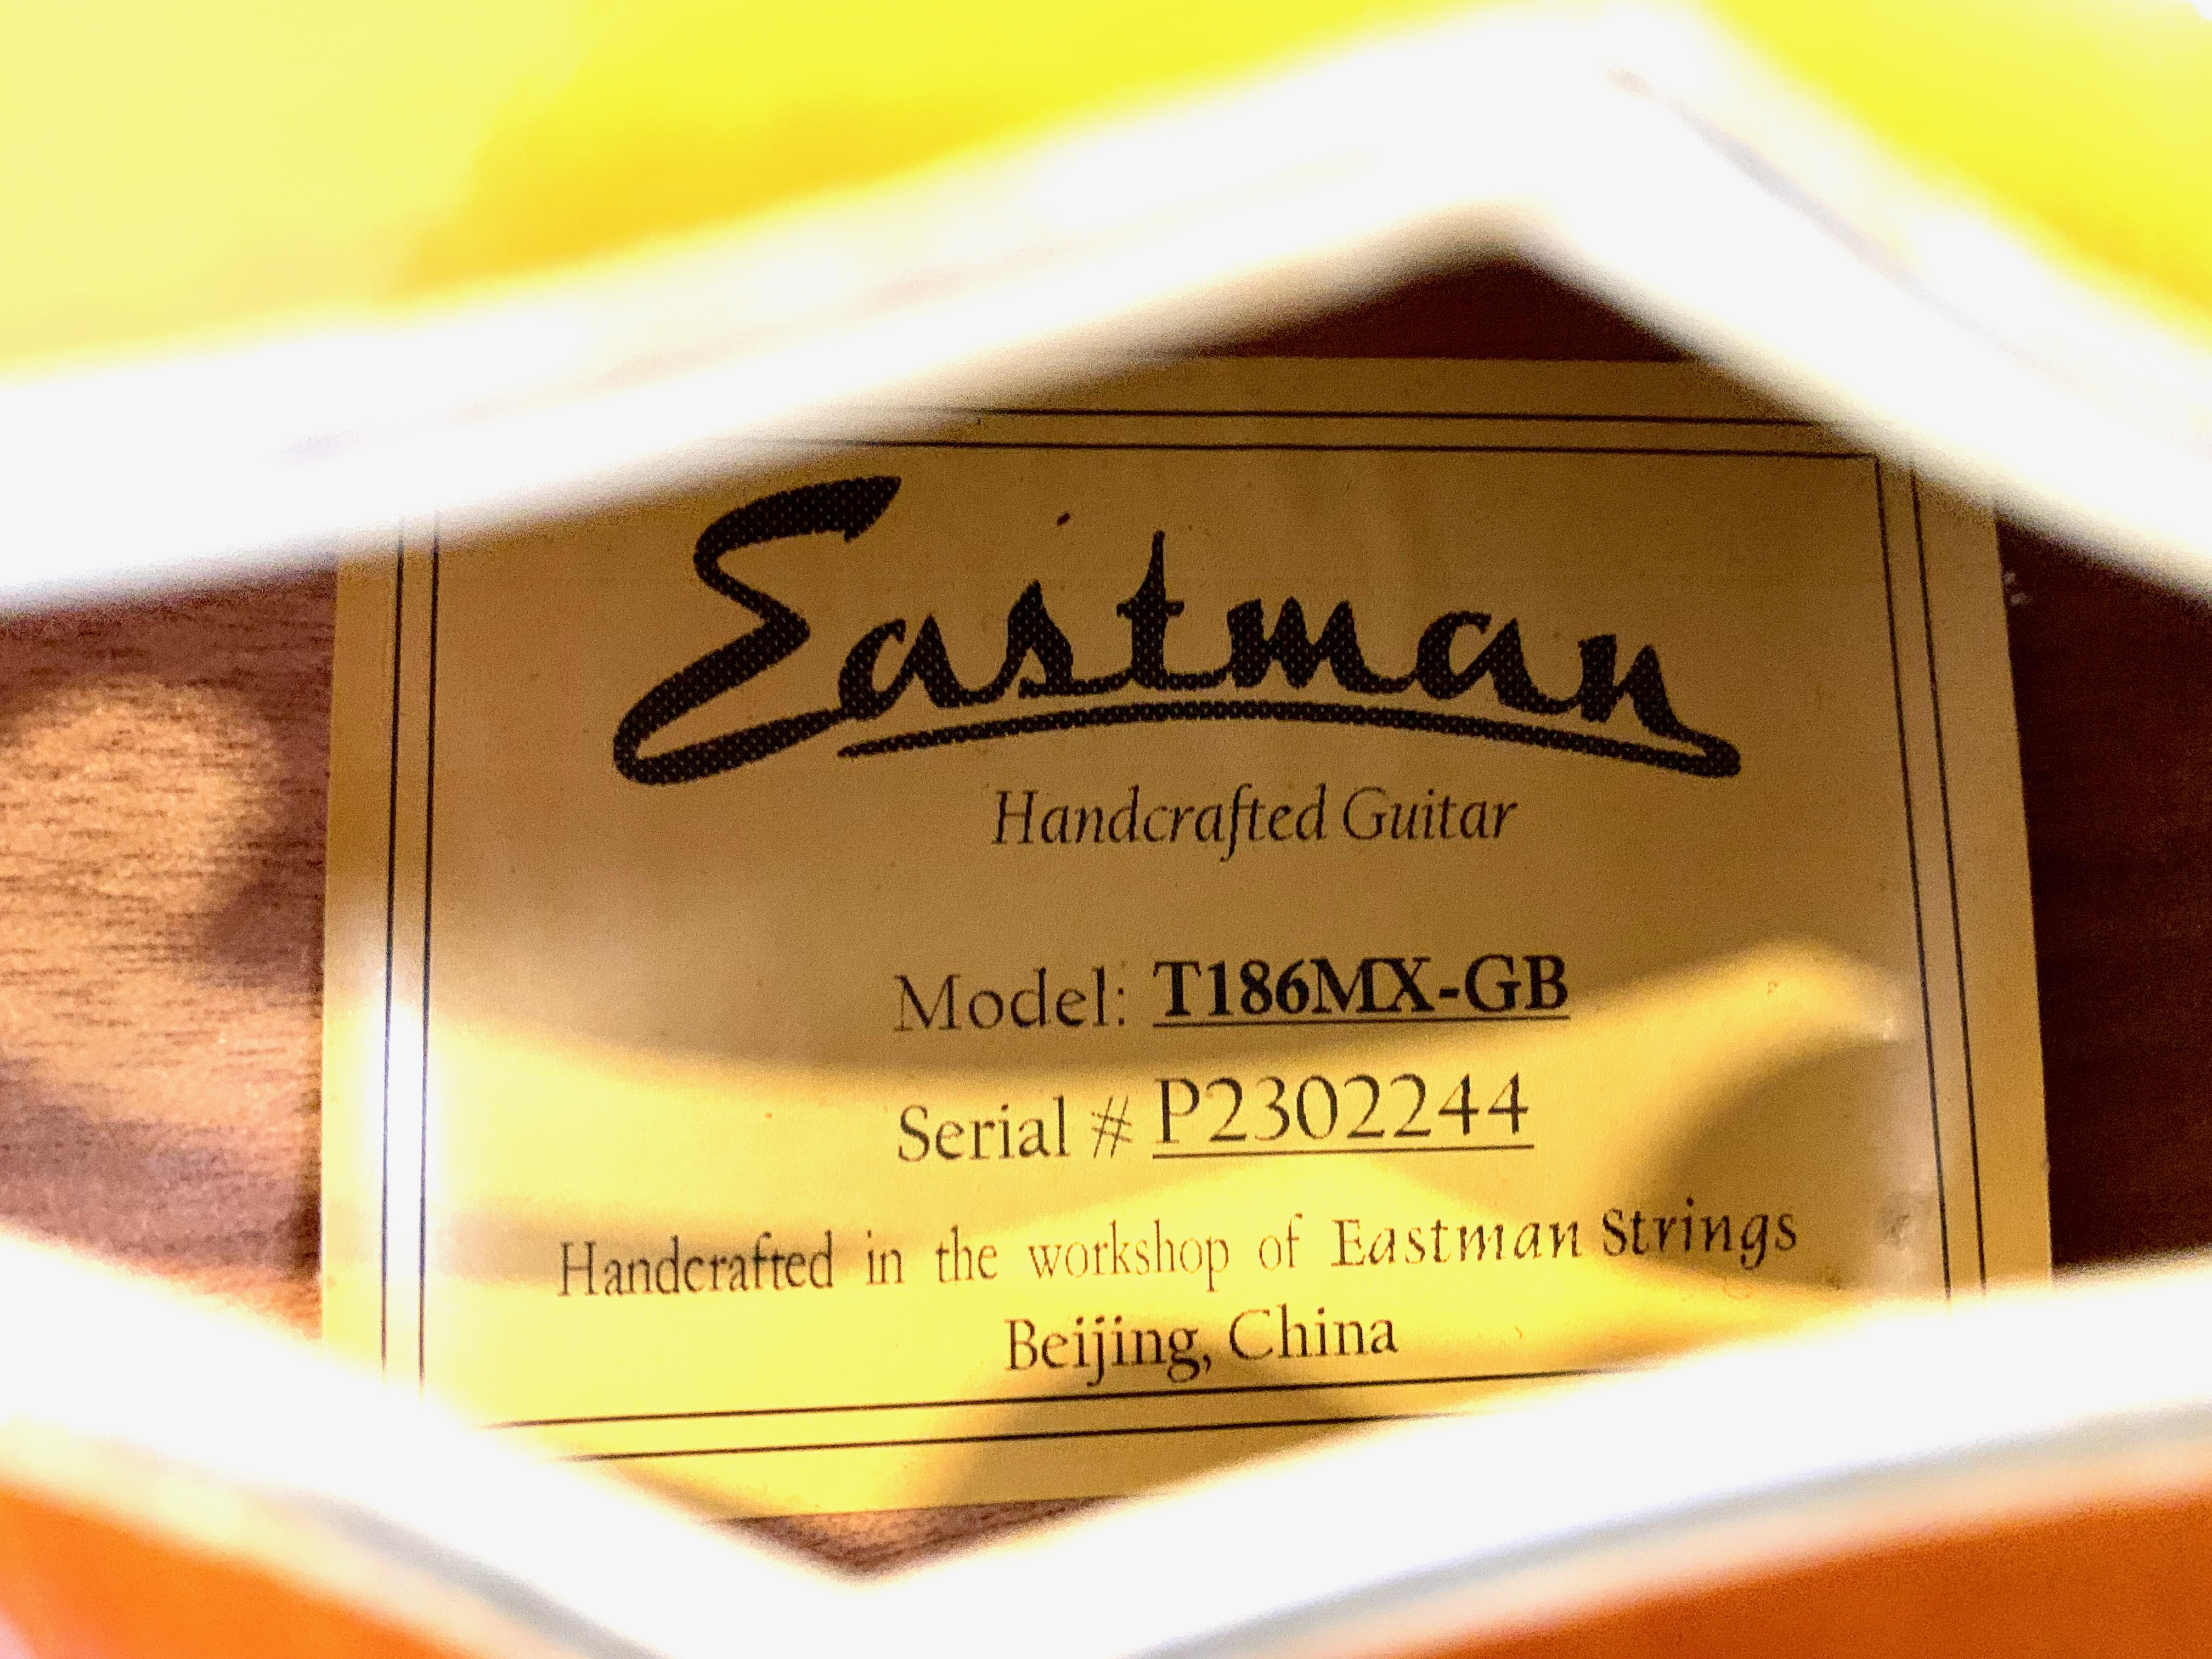 Eastman
Handcrafted Guitar
Model: T186MX-GB
Serial # P2302244
Handcrafted in the workshop of Eastman Strings
Beijing, China